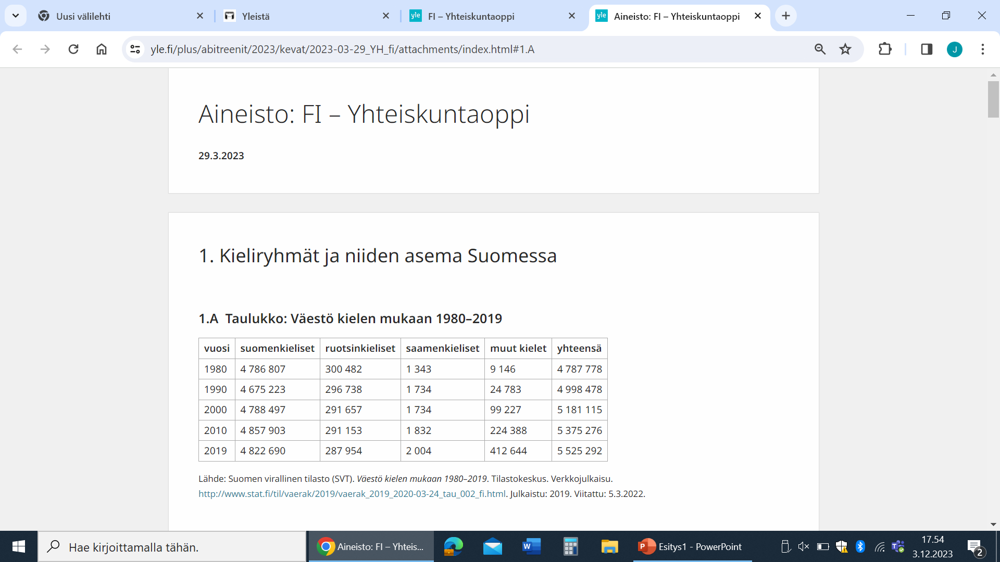 Uusi välilehti
Yleistä
yle FI – Yhteiskuntaoppi
yle Aineisto: FI – Yhteiskuntaoppi
yle.fi/plus/abitreenit/2023/kevat/2023-03-29_YH_fi/attachments/index.html#1.A
J
Aineisto: FI – Yhteiskuntaoppi
29.3.2023
1. Kieliryhmät ja niiden asema Suomessa
1.A Taulukko: Väestö kielen mukaan 1980–2019
vuosi suomenkieliset ruotsinkieliset saamenkieliset muut kielet yhteensä
1980 4 786 807 300 482 1 343 9 146 4 787 778
1990 4 675 223 296 738 1 734 24 783 4 998 478
2000 4 788 497 291 657 1 734 99 227 5 181 115
2010 4 857 903 291 153 1 832 224 388 5 375 276
2019 4 822 690 287 954 2 004 412 644 5 525 292
Lähde: Suomen virallinen tilasto (SVT). Väestö kielen mukaan 1980–2019. Tilastokeskus. Verkkojulkaisu.
http://www.stat.fi/til/vaerak/2019/vaerak_2019_2020-03-24_tau_002_fi.html. Julkaistu: 2019. Viitattu: 5.3.2022.
Hae kirjoittamalla tähän.
Aineisto: FI – Yhteis...
W
P Esitys1 - PowerPoint
17.54
3.12.2023
2